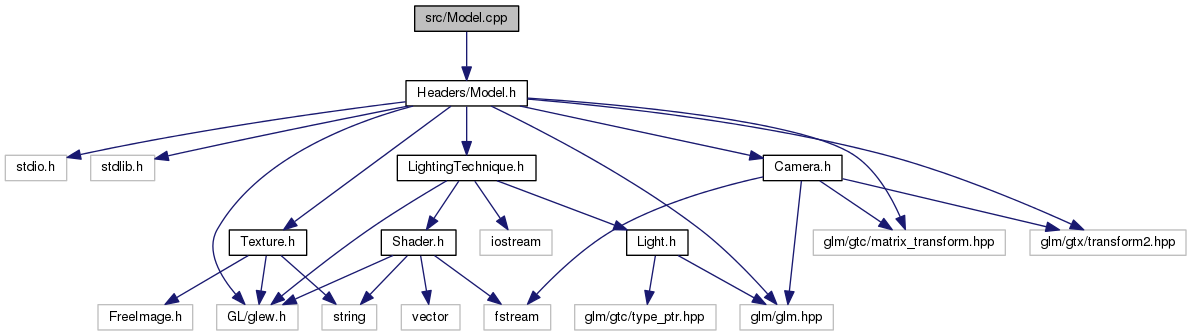 src/Model.cpp
Headers/Model.h
stdio.h
stdlib.h
LightingTechnique.h
Camera.h
Texture.h
Shader.h
iostream
Light.h
glm/gtc/matrix_transform.hpp
glm/gtx/transform2.hpp
FreeImage.h
GL/glew.h
string
vector
fstream
glm/gtc/type_ptr.hpp
glm/glm.hpp